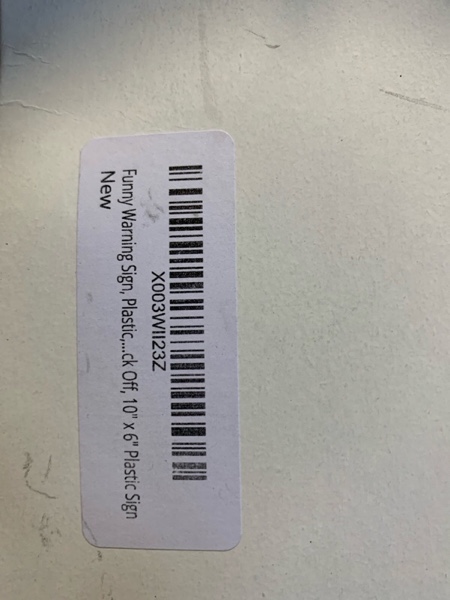 X003WII23Z
Funny Warning Sign, Plastic,...ck Off, 10" x 6" Plastic Sign
New